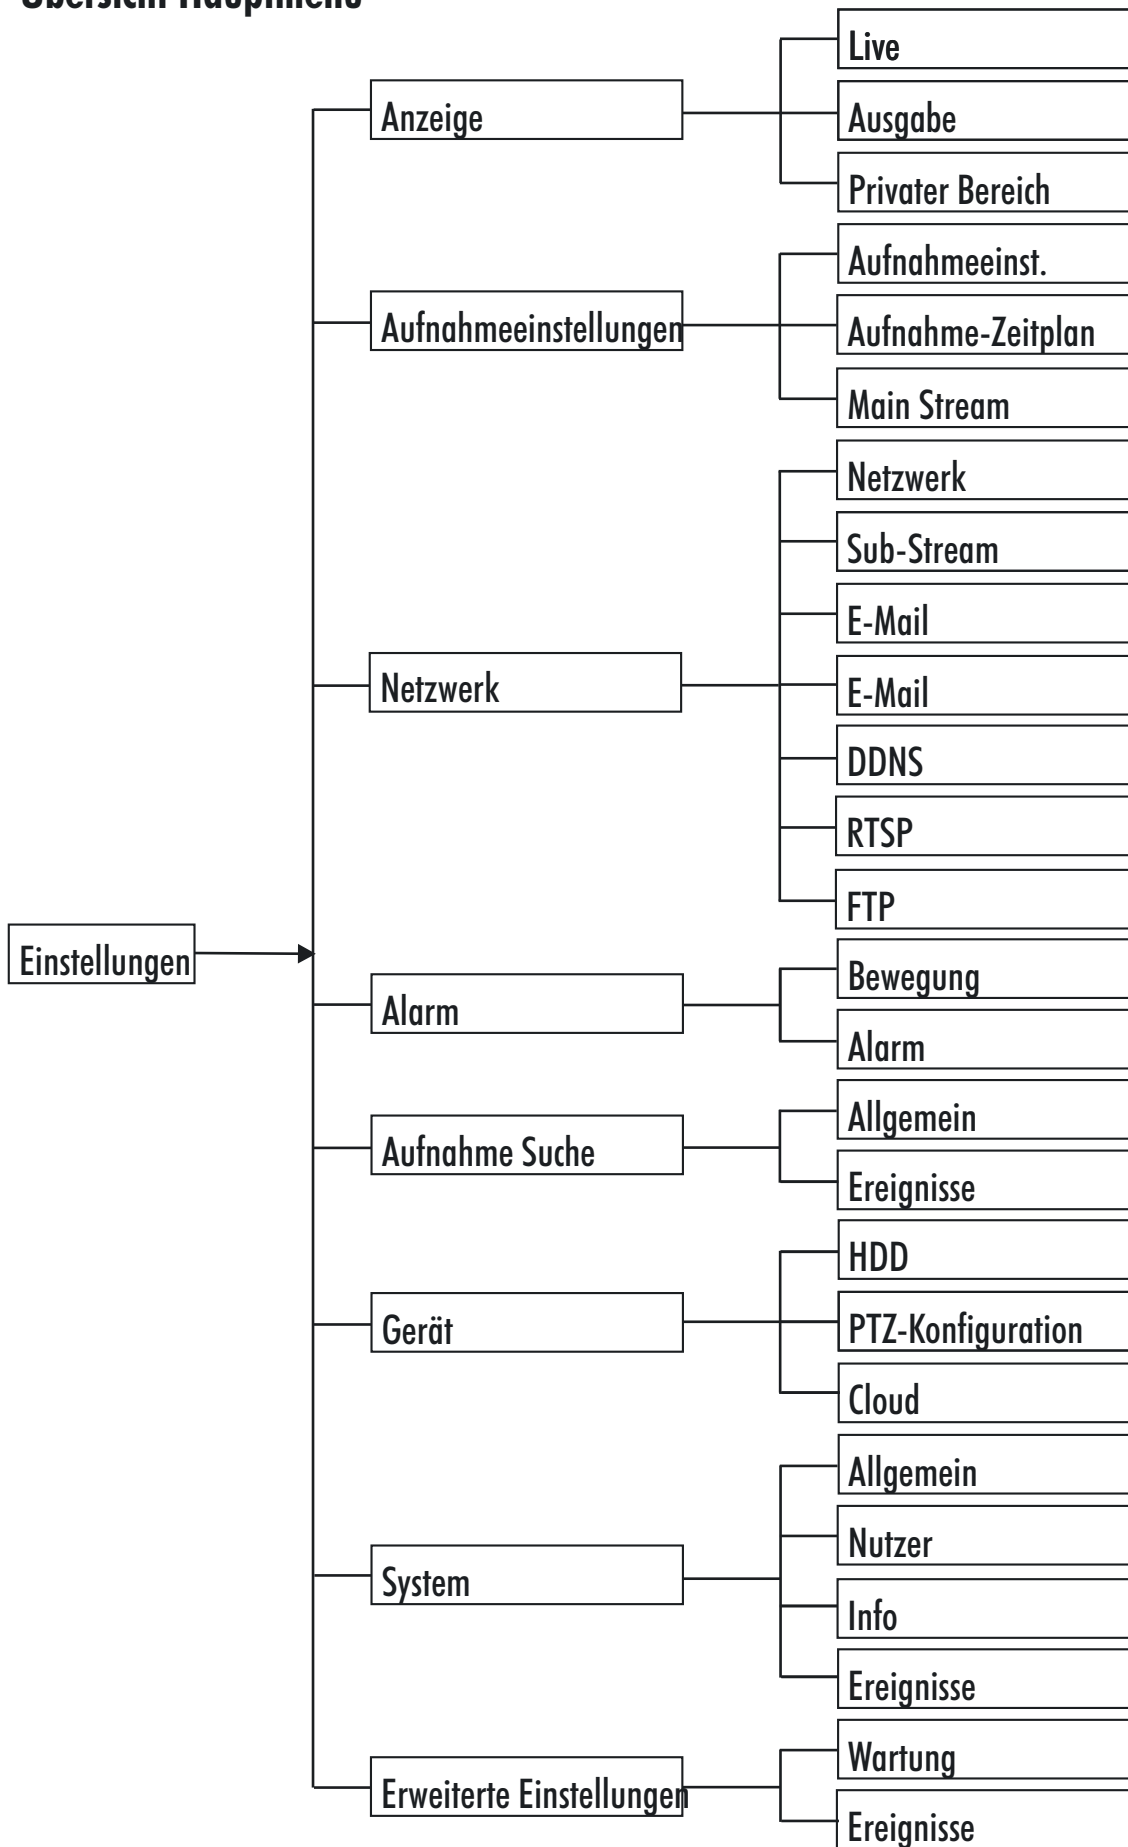 Übersicht Hauptmenü
Live
Anzeige
Ausgabe
Privater Bereich
Aufnahmeeinst.
Aufnahmeeinstellungen
Aufnahme-Zeitplan
Main Stream
Netzwerk
Sub-Stream
E-Mail
Netzwerk
E-Mail
DDNS
RTSP
FTP
Einstellungen
Bewegung
Alarm
Alarm
Allgemein
Aufnahme Suche
Ereignisse
HDD
Gerät
PTZ-Konfiguration
Cloud
Allgemein
Nutzer
System
Info
Ereignisse
Wartung
Erweiterte Einstellungen
Ereignisse